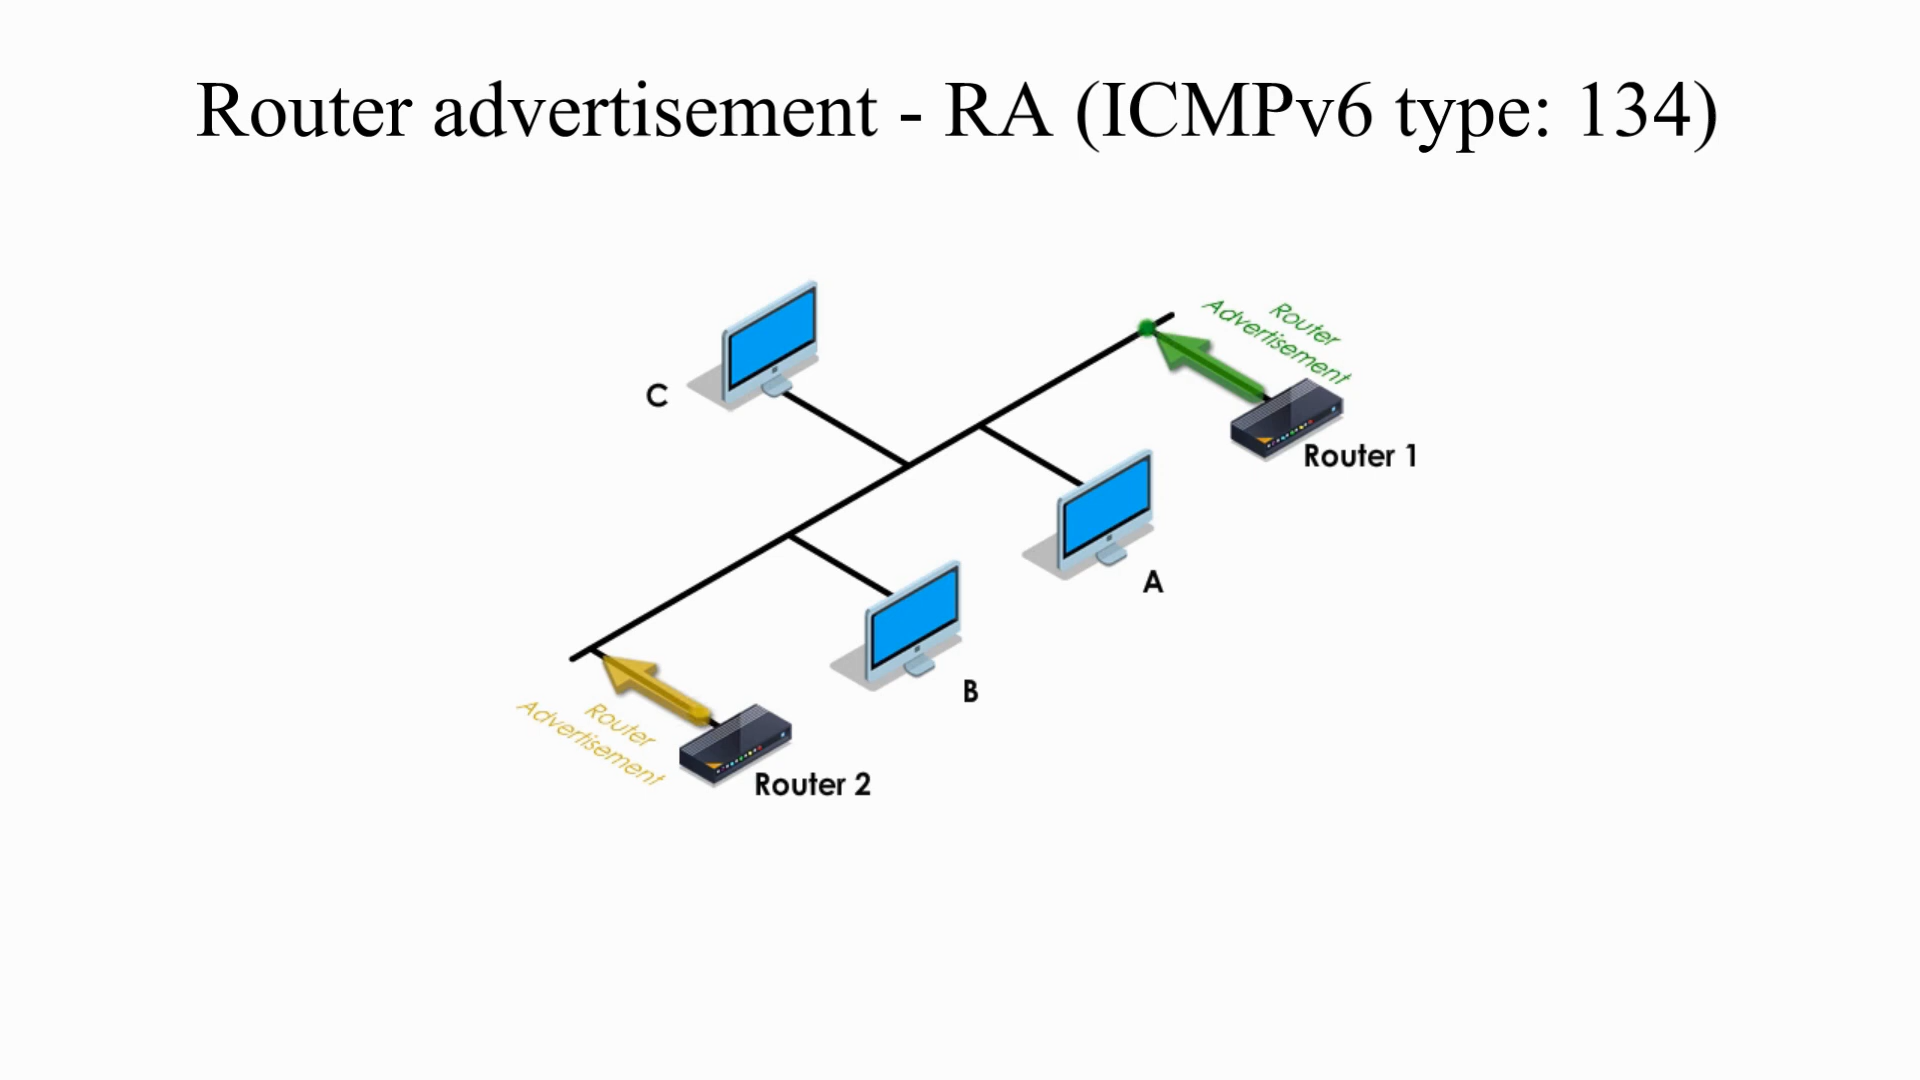 Router advertisement - RA (ICMPv6 type: 134)
Router
Advertisement
C
Router 1
A
B
Router
Advertisement
Router 2